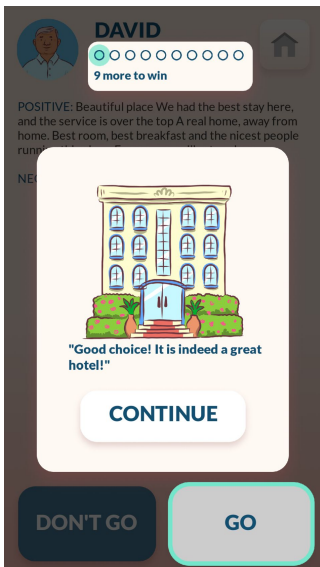 DAVID
9 more to win
POSITIVE: Beautiful place We had the best stay here,
and the service is over the top A real home, away from
home. Best room, best breakfast and the nicest people
"Good choice! It is indeed a great
hotel!"
CONTINUE
DON'T GO
GO